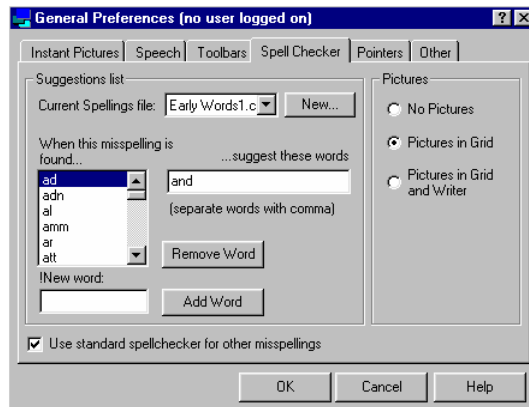 General Preferences (no user logged on)
Instant Pictures Speech Toolbars Spell Checker Pointers Other
Suggestions list
Current Spellings file: Early Words1.c New...
When this misspelling is
found...
...suggest these words
ad
adn
al
amm
ar
att
and
(separate words with comma)
Remove Word
!New word:
Add Word
Pictures
No Pictures
Pictures in Grid
Pictures in Grid
and Writer
Use standard spellchecker for other misspellings
OK Cancel Help